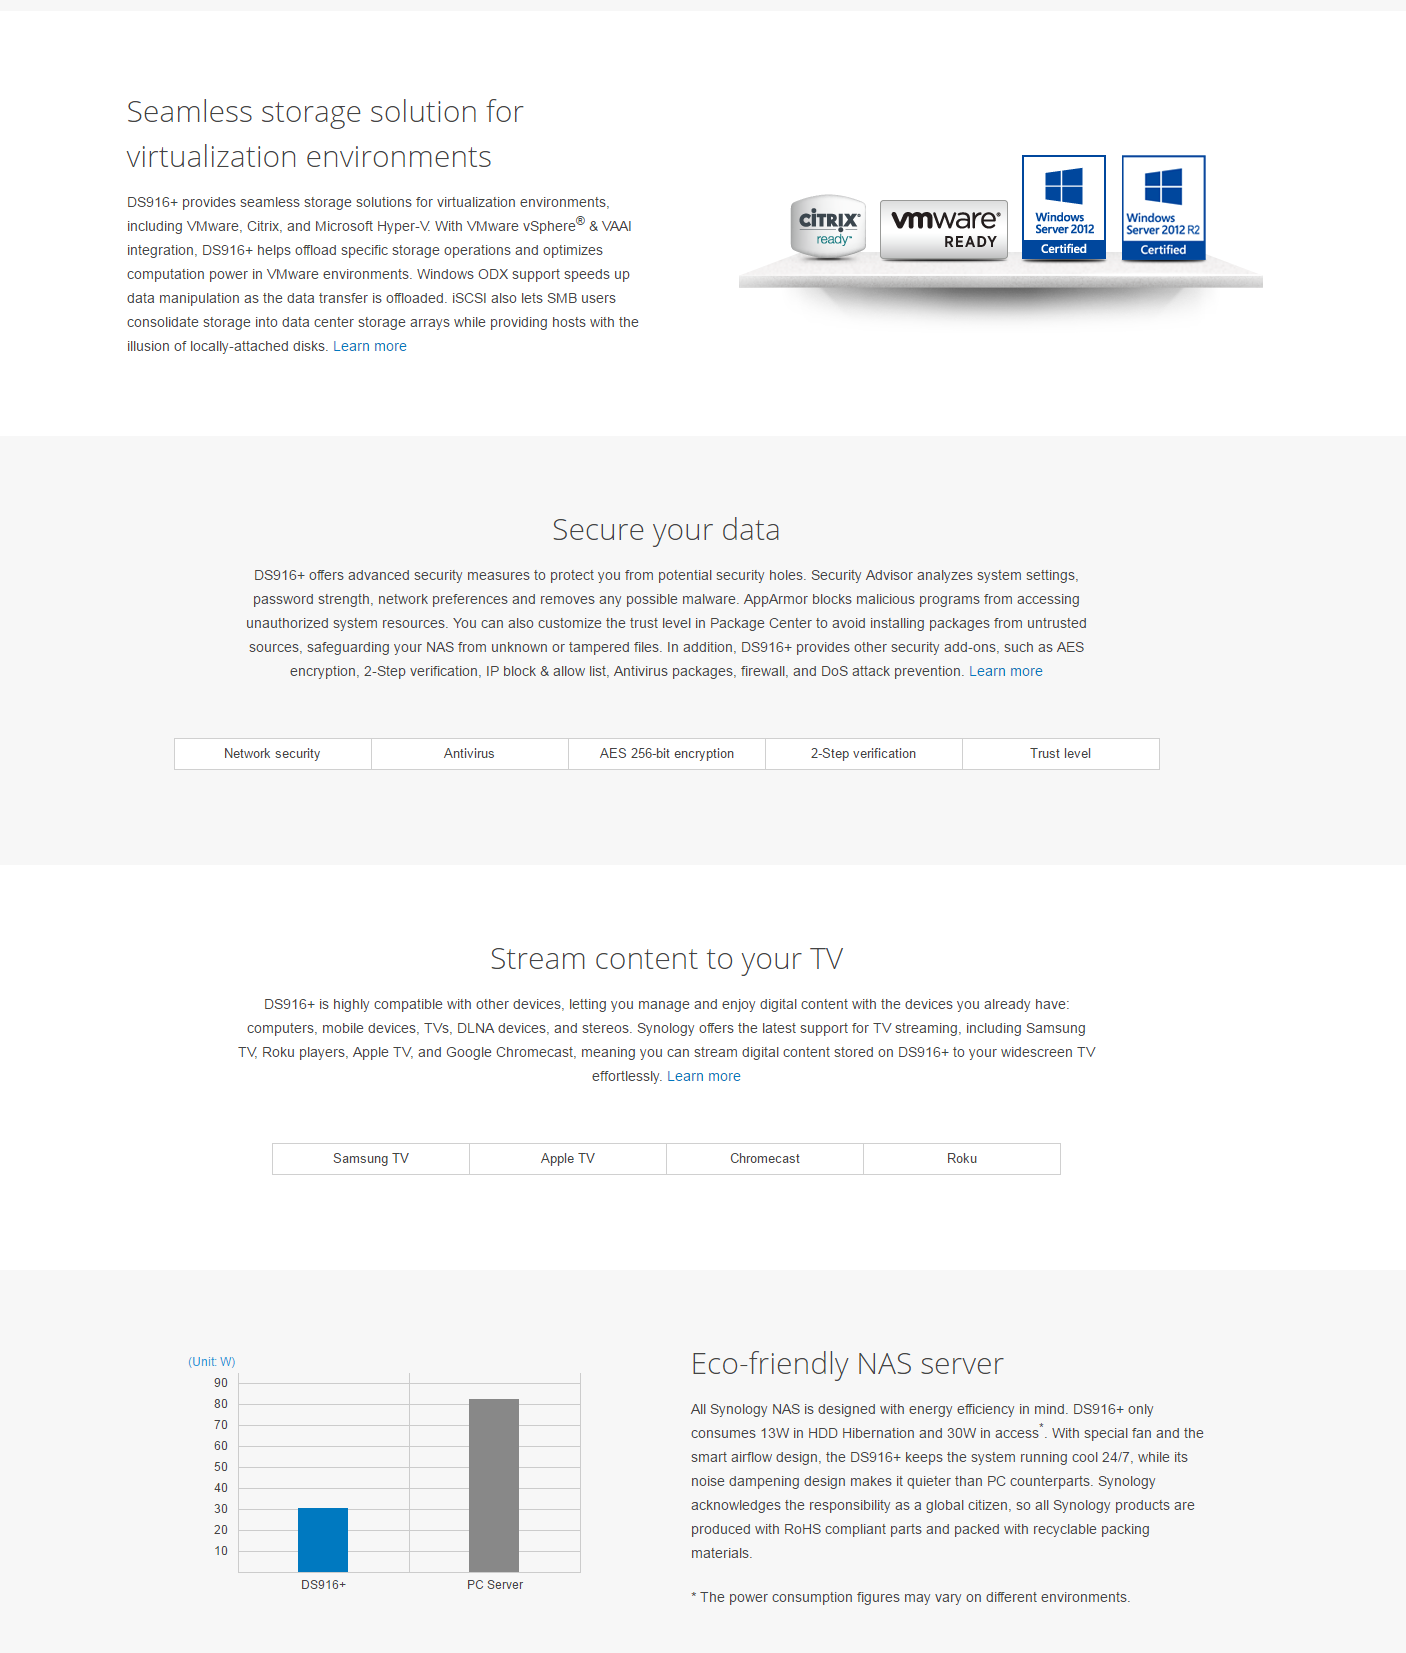 Seamless storage solution for
virtualization environments
DS916+ provides seamless storage solutions for virtualization environments,
including VMware, Citrix, and Microsoft Hyper-V. With VMware vSphere® & VAAI
integration, DS916+ helps offload specific storage operations and optimizes
computation power in VMware environments. Windows ODX support speeds up
data manipulation as the data transfer is offloaded. iSCSI also lets SMB users
consolidate storage into data center storage arrays while providing hosts with the
illusion of locally-attached disks. Learn more
CITRIX®
ready™
vmware®
READY
Windows
Server 2012
Certified
Windows
Server 2012 R2
Certified
Secure your data
DS916+ offers advanced security measures to protect you from potential security holes. Security Advisor analyzes system settings,
password strength, network preferences and removes any possible malware. AppArmor blocks malicious programs from accessing
unauthorized system resources. You can also customize the trust level in Package Center to avoid installing packages from untrusted
sources, safeguarding your NAS from unknown or tampered files. In addition, DS916+ provides other security add-ons, such as AES
encryption, 2-Step verification, IP block & allow list, Antivirus packages, firewall, and DoS attack prevention. Learn more
Network security
Antivirus
AES 256-bit encryption
2-Step verification
Trust level
Stream content to your TV
DS916+ is highly compatible with other devices, letting you manage and enjoy digital content with the devices you already have:
computers, mobile devices, TVs, DLNA devices, and stereos. Synology offers the latest support for TV streaming, including Samsung
TV, Roku players, Apple TV, and Google Chromecast, meaning you can stream digital content stored on DS916+ to your widescreen TV
effortlessly. Learn more
Samsung TV
Apple TV
Chromecast
Roku
(Unit: W)
90
80
70
60
50
40
30
20
10
DS916+
PC Server
Eco-friendly NAS server
All Synology NAS is designed with energy efficiency in mind. DS916+ only
consumes 13W in HDD Hibernation and 30W in access*. With special fan and the
smart airflow design, the DS916+ keeps the system running cool 24/7, while its
noise dampening design makes it quieter than PC counterparts. Synology
acknowledges the responsibility as a global citizen, so all Synology products are
produced with RoHS compliant parts and packed with recyclable packing
materials.
* The power consumption figures may vary on different environments.